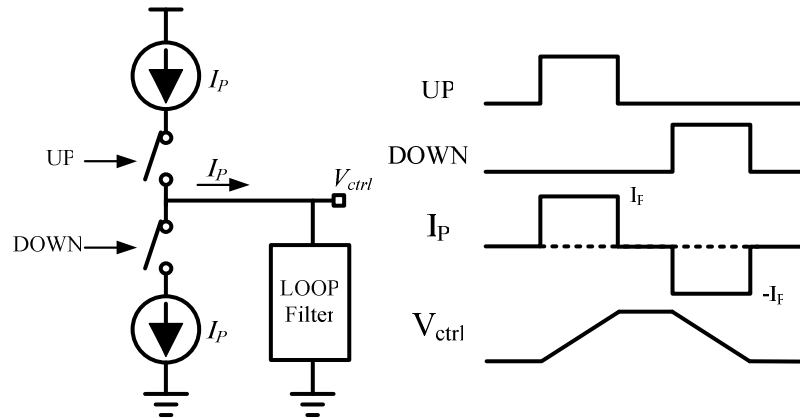 I_P
UP
I_P
V_ctrl
DOWN
LOOP
Filter
I_P
UP
DOWN
I_P
I_P
-I_P
V_ctrl